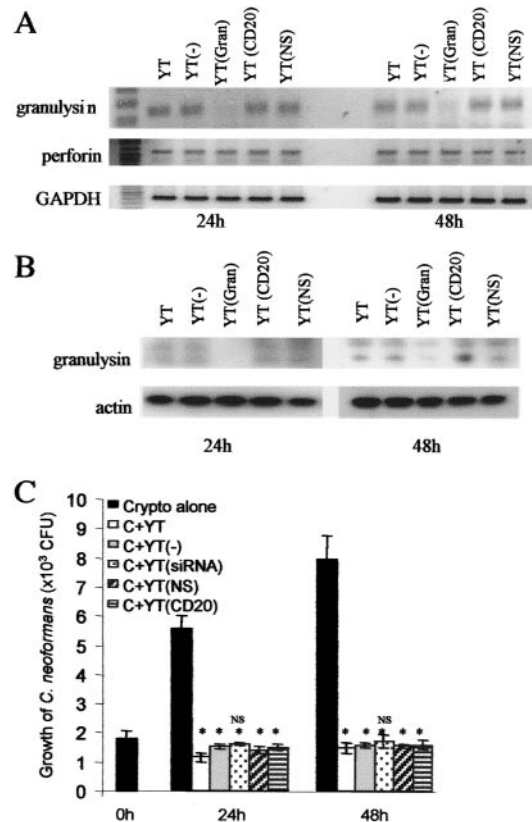 A
YT YT(-) YT(Gran) YT (CD20) YT(NS) YT YT(-) YT(Gran) YT (CD20) YT(NS)
granulysin
perforin
GAPDH
24h 48h
B
YT YT(-) YT(Gran) YT (CD20) YT(NS) YT YT(-) YT(Gran) YT (CD20) YT(NS)
granulysin
actin
24h 48h
C
Growth of C. neoformans (x10³ CFU)
10
9
8
7
6
5
4
3
2
1
0
Crypto alone
C+YT
C+YT(-)
C+YT(siRNA)
C+YT(NS)
C+YT(CD20)
NS NS
* * * * * * * * * *
0h 24h 48h